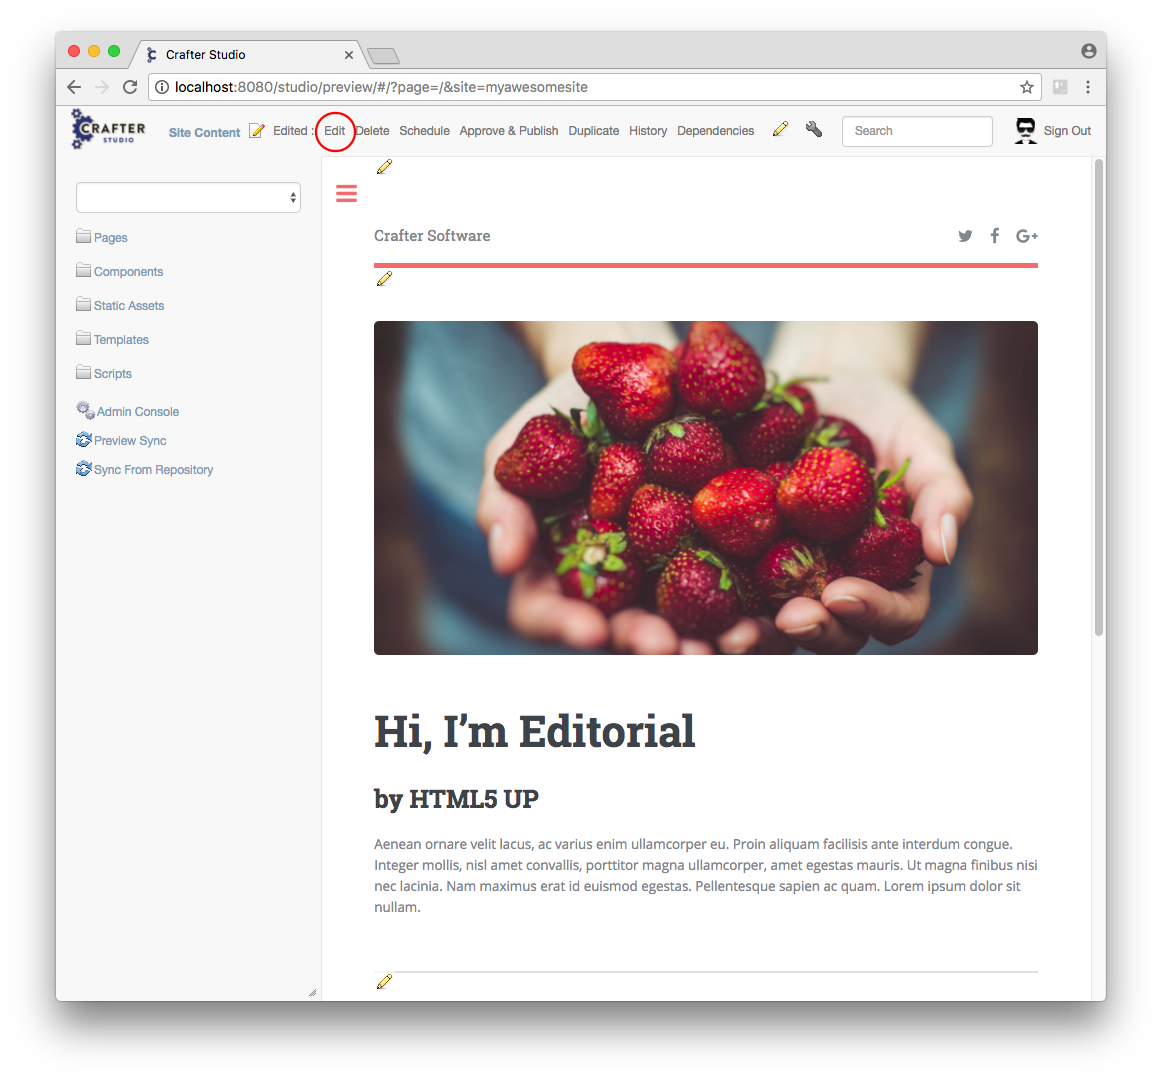 Crafter Studio
localhost:8080/studio/preview/#/?page=/&site=myawesomesite
CRAFTER STUDIO Site Content Edited : Edit Delete Schedule Approve & Publish Duplicate History Dependencies Search Sign Out
Pages
Components
Static Assets
Templates
Scripts
Admin Console
Preview Sync
Sync From Repository
Crafter Software
Hi, I’m Editorial
by HTML5 UP
Aenean ornare velit lacus, ac varius enim ullamcorper eu. Proin aliquam facilisis ante interdum congue.
Integer mollis, nisl amet convallis, porttitor magna ullamcorper, amet egestas mauris. Ut magna finibus nisi
nec lacinia. Nam maximus erat id euismod egestas. Pellentesque sapien ac quam. Lorem ipsum dolor sit
nullam.